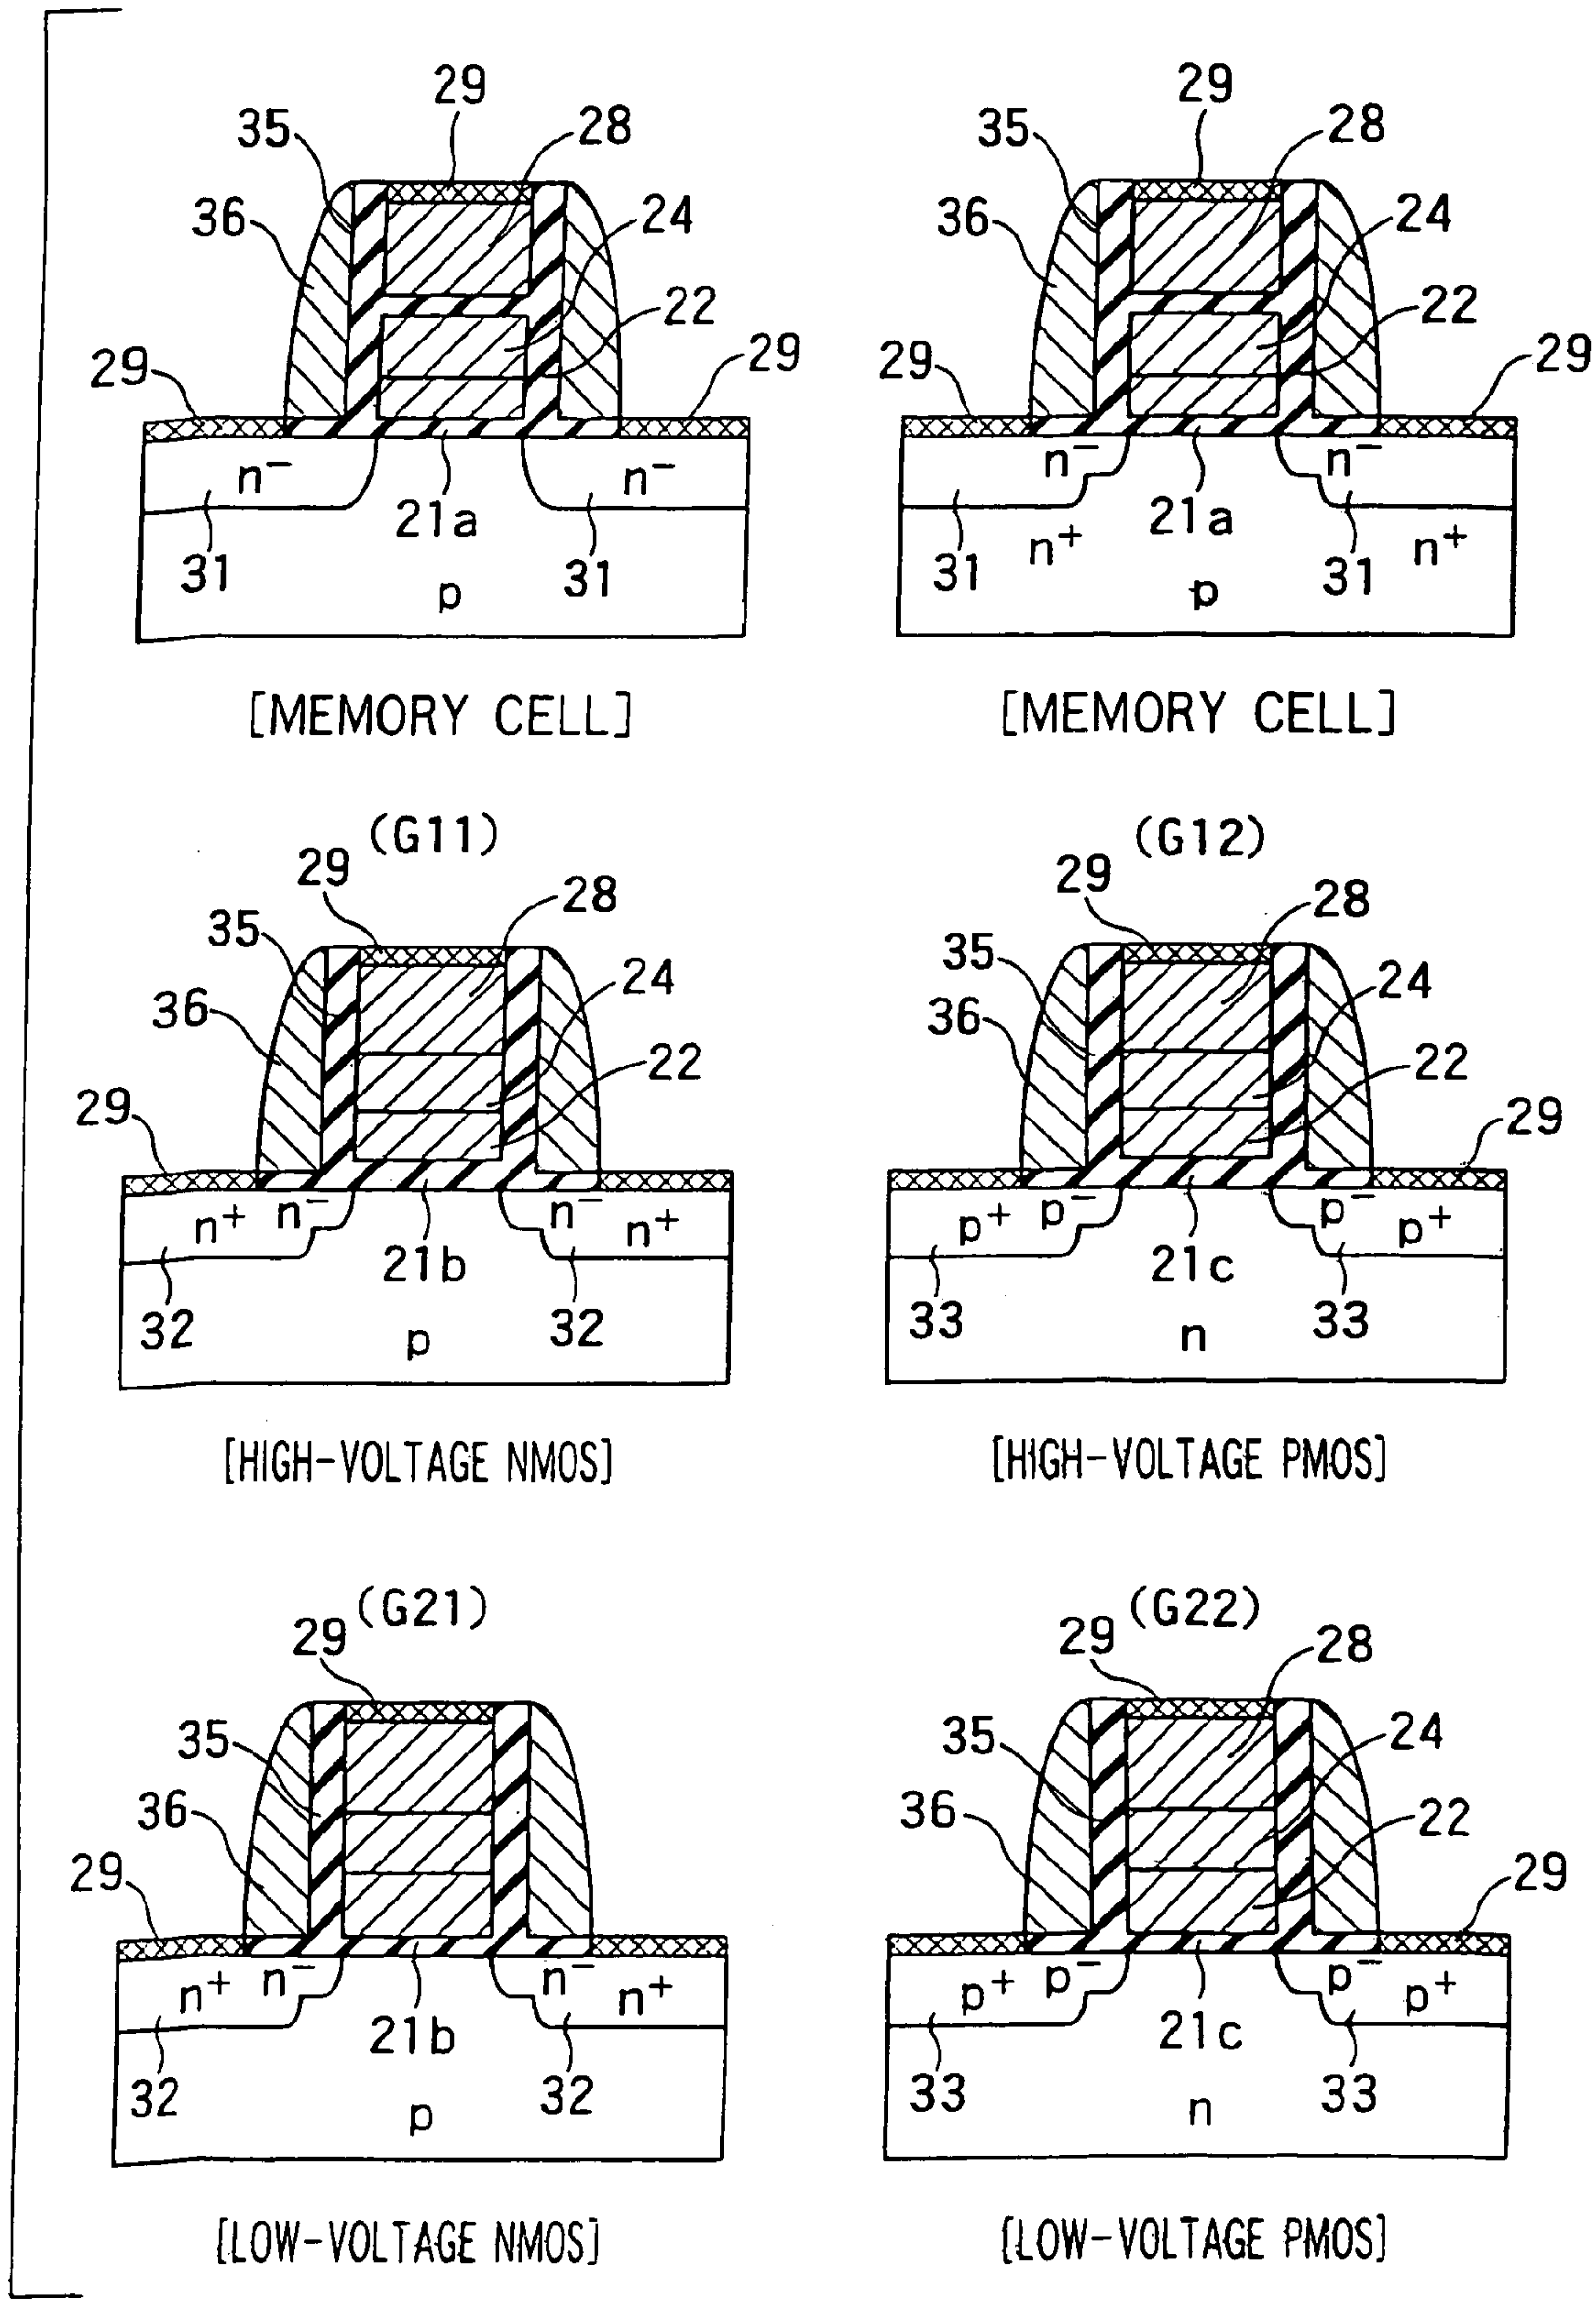 29 29
35 28 35 28
36 24 36 24
22 22
29 29 29 29
n⁻ n⁻ n⁻ n⁻
21a 21a
31 31 31 n⁺ 31 n⁺
p p
[MEMORY CELL] [MEMORY CELL]
(G11) (G12)
29 28 29 28
35 24 35 24
36 22 36 22
29 29
n⁺ n⁻ n⁻ n⁺ p⁺ p⁻ p⁻ p⁺
21b 21c
32 32 33 33
p n
[HIGH-VOLTAGE NMOS] [HIGH-VOLTAGE PMOS]
(G21) (G22)
29 29 28
35 35 24
36 36 22
29 29
n⁺ n⁻ n⁻ n⁺ p⁺ p⁻ p⁻ p⁺
21b 21c
32 32 33 33
p n
[LOW-VOLTAGE NMOS] [LOW-VOLTAGE PMOS]